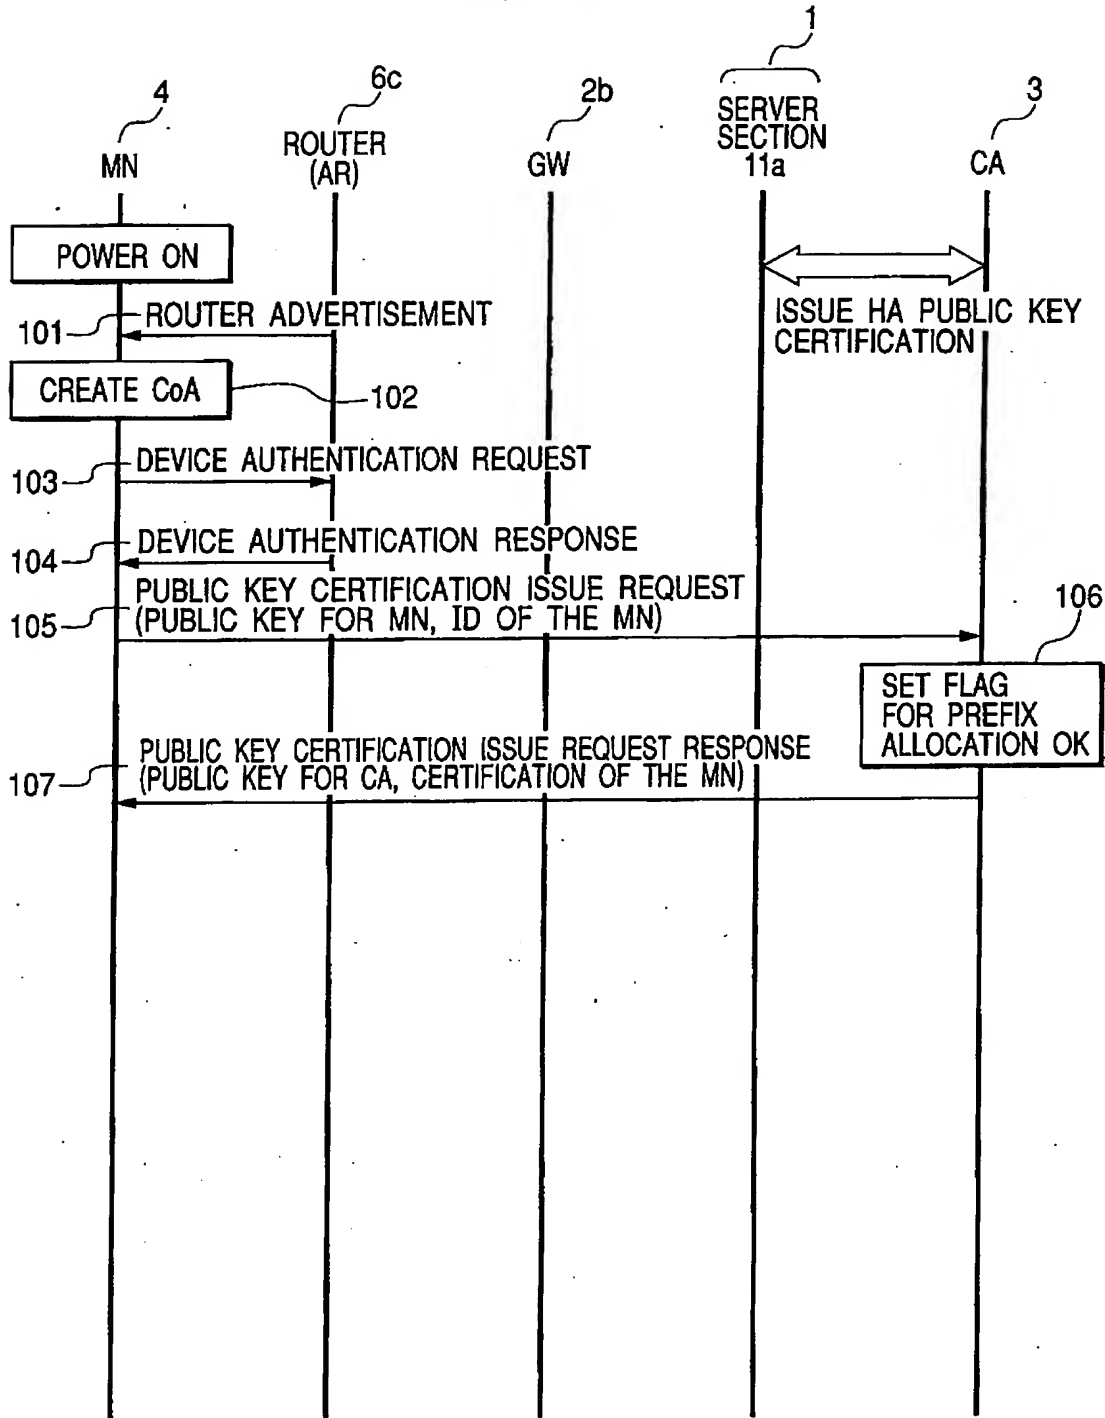 1
4
6c
2b
3
MN
ROUTER
(AR)
GW
SERVER
SECTION
11a
CA
POWER ON
ISSUE HA PUBLIC KEY
CERTIFICATION
101
ROUTER ADVERTISEMENT
CREATE CoA
102
103
DEVICE AUTHENTICATION REQUEST
104
DEVICE AUTHENTICATION RESPONSE
105
PUBLIC KEY CERTIFICATION ISSUE REQUEST
(PUBLIC KEY FOR MN, ID OF THE MN)
106
SET FLAG
FOR PREFIX
ALLOCATION OK
107
PUBLIC KEY CERTIFICATION ISSUE REQUEST RESPONSE
(PUBLIC KEY FOR CA, CERTIFICATION OF THE MN)